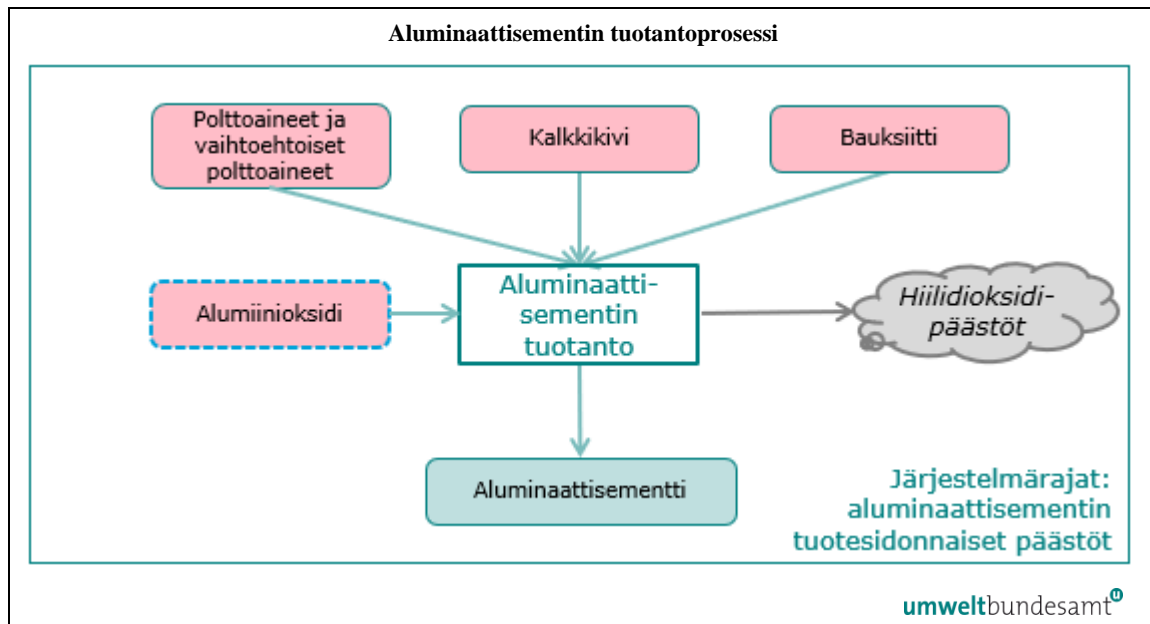 Aluminaattisementin tuotantoprosessi
Polttoaineet ja
vaihtoehtoiset
polttoaineet
Kalkkikivi
Bauksiitti
Alumiinioksidi
Aluminaatti-
sementin
tuotanto
Hiilidioksidi-
päästöt
Aluminaattisementti
Järjestelmärajat:
aluminaattisementin
tuotesidonnaiset päästöt
umweltbundesamt
u